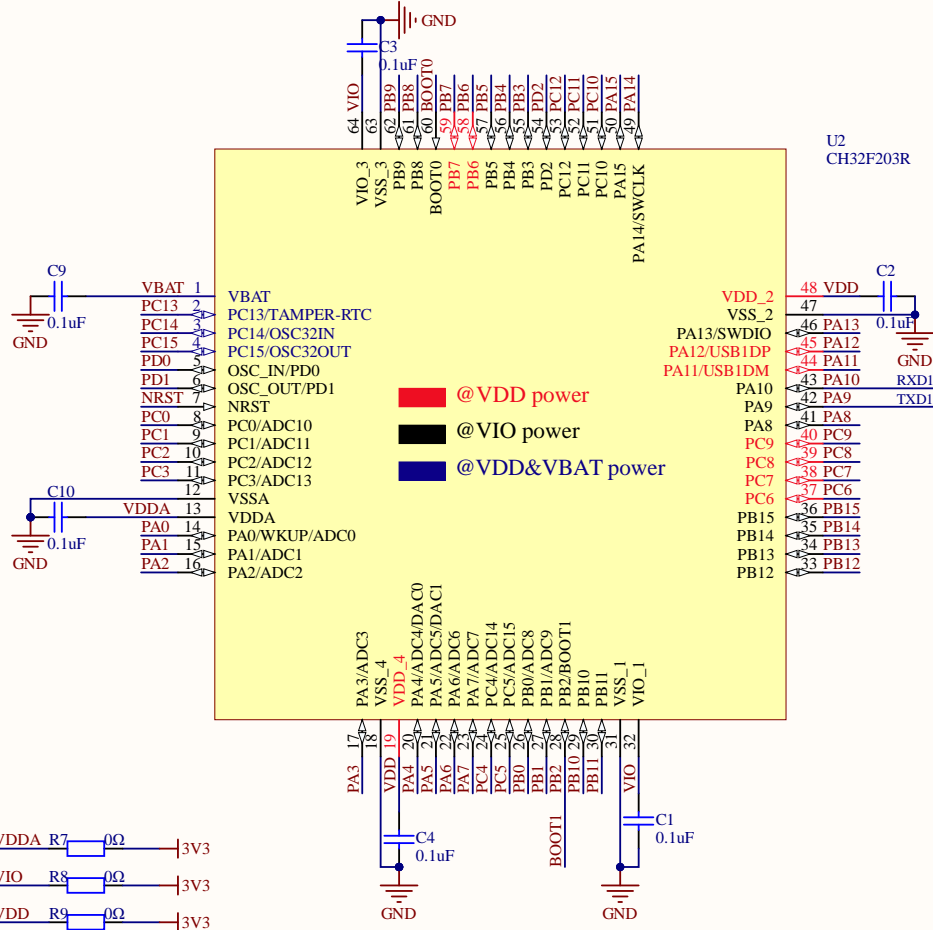 GND
C3
0.1uF
VIO
PB9
PB8
BOOT0
PB7
PB6
PB5
PB4
PB3
PD2
PC12
PC11
PC10
PA15
PA14
64
63
62
61
60
59
58
57
56
55
54
53
52
51
50
49
U2
CH32F203R
VIO_3
VSS_3
PB9
PB8
BOOT0
PB7
PB6
PB5
PB4
PB3
PD2
PC12
PC11
PC10
PA15
PA14/SWCLK
C9
0.1uF
GND
VBAT 1 VBAT
PC13 2 PC13/TAMPER-RTC
PC14 3 PC14/OSC32IN
PC15 4 PC15/OSC32OUT
PD0 5 OSC_IN/PD0
PD1 6 OSC_OUT/PD1
NRST 7 NRST
PC0 8 PC0/ADC10
PC1 9 PC1/ADC11
PC2 10 PC2/ADC12
PC3 11 PC3/ADC13
12 VSSA
VDDA 13 VDDA
PA0 14 PA0/WKUP/ADC0
PA1 15 PA1/ADC1
PA2 16 PA2/ADC2
C10
0.1uF
GND
@VDD power
@VIO power
@VDD&VBAT power
VDD_2 48 VDD
VSS_2 47
PA13/SWDIO 46 PA13
PA12/USB1DP 45 PA12
PA11/USB1DM 44 PA11
PA10 43 PA10 RXD1
PA9 42 PA9 TXD1
PA8 41 PA8
PC9 40 PC9
PC8 39 PC8
PC7 38 PC7
PC6 37 PC6
PB15 36 PB15
PB14 35 PB14
PB13 34 PB13
PB12 33 PB12
C2
0.1uF
GND
PA3/ADC3
VSS_4
VDD_4
PA4/ADC4/DAC0
PA5/ADC5/DAC1
PA6/ADC6
PA7/ADC7
PC4/ADC14
PC5/ADC15
PB0/ADC8
PB1/ADC9
PB2/BOOT1
PB10
PB11
VSS_1
VIO_1
17
18
19
20
21
22
23
24
25
26
27
28
29
30
31
32
PA3
VDD
PA4
PA5
PA6
PA7
PC4
PC5
PB0
PB1
PB2
PB10
PB11
VIO
BOOT1
C4
0.1uF
GND
C1
0.1uF
GND
VDDA R7 0Ω 3V3
VIO R8 0Ω 3V3
VDD R9 0Ω 3V3